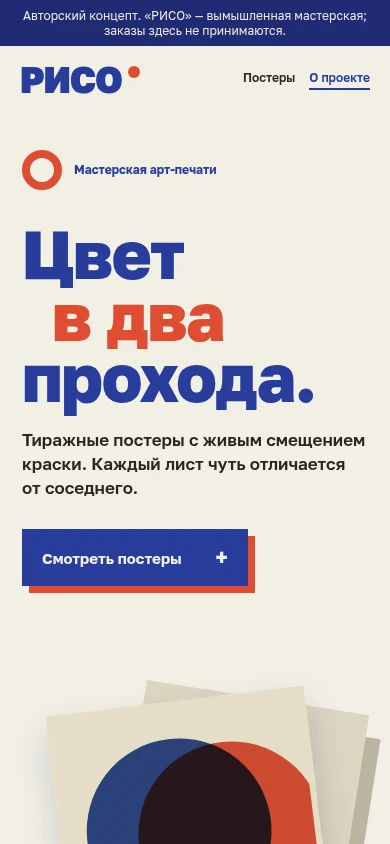 Авторский концепт. «РИСО» — вымышленная мастерская;
заказы здесь не принимаются.
РИСО
Постеры
О проекте
Мастерская арт-печати
Цвет
в два
прохода.
Тиражные постеры с живым смещением
краски. Каждый лист чуть отличается
от соседнего.
Смотреть постеры +